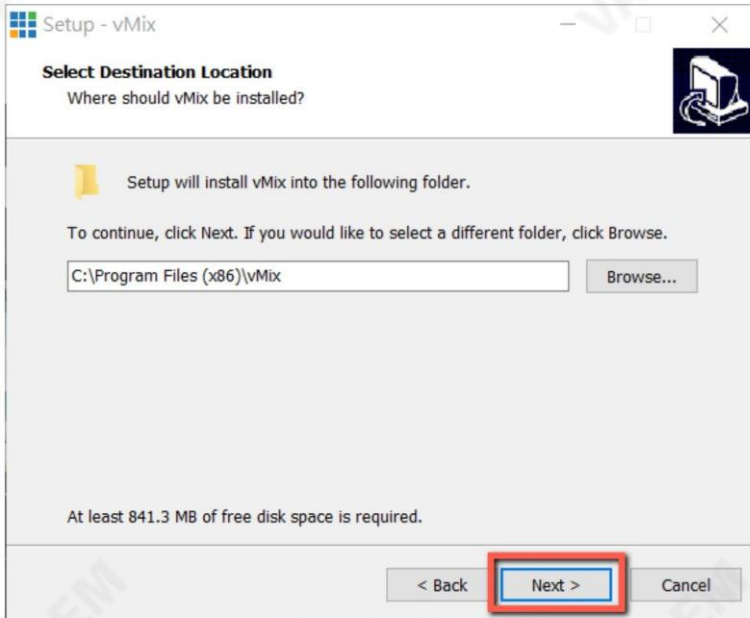 Setup - vMix
Select Destination Location
Where should vMix be installed?
Setup will install vMix into the following folder.
To continue, click Next. If you would like to select a different folder, click Browse.
C:\Program Files (x86)\vMix
Browse...
At least 841.3 MB of free disk space is required.
< Back
Next >
Cancel